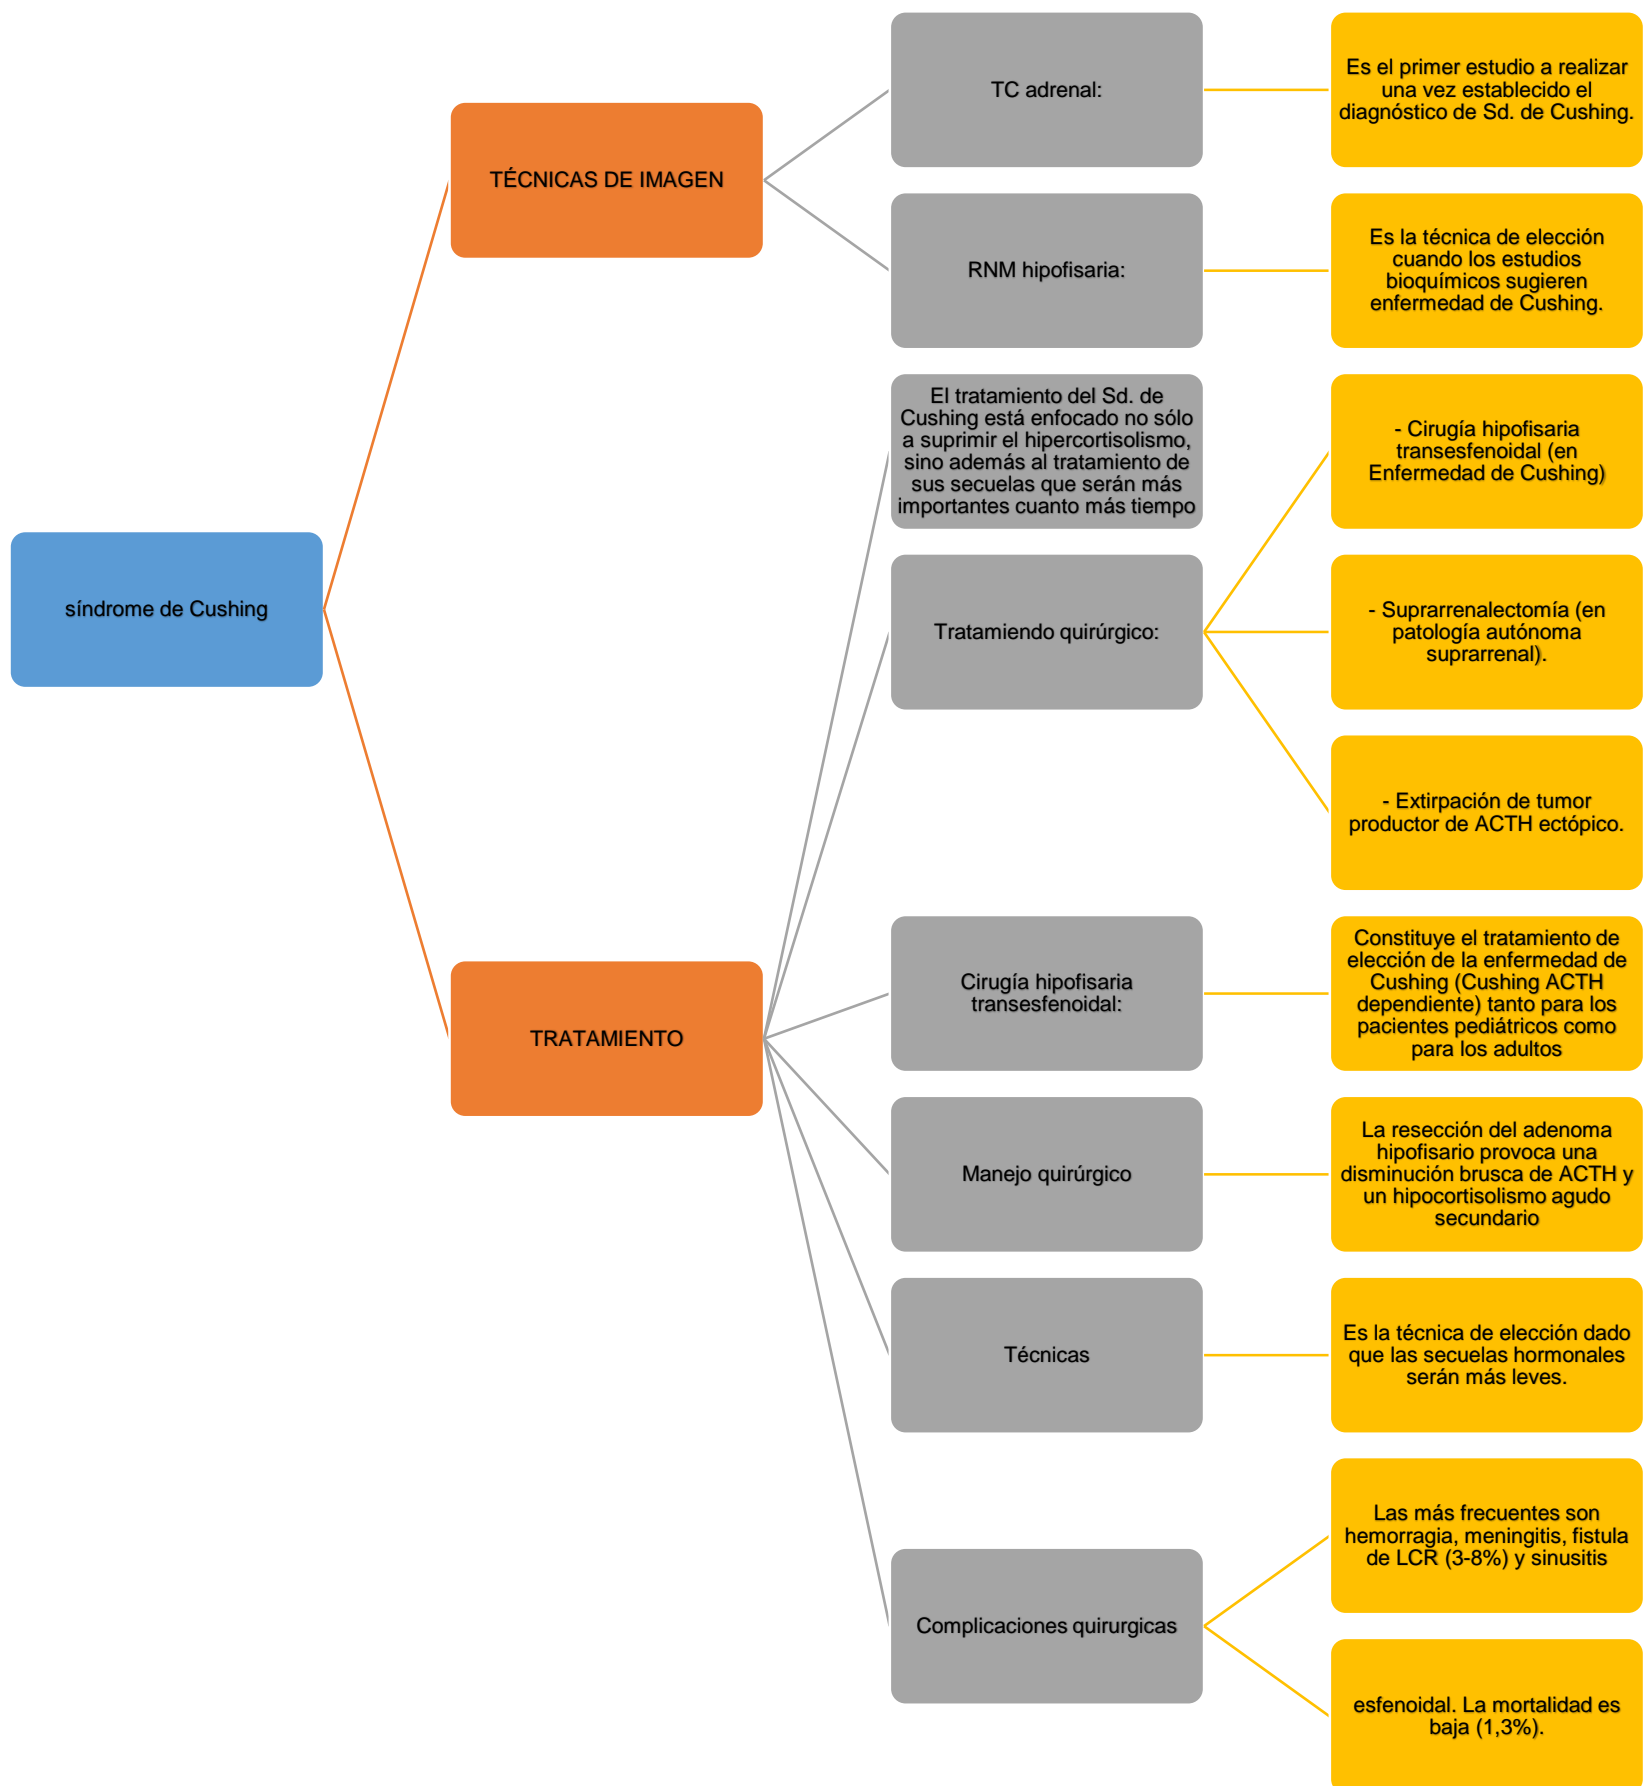 síndrome de Cushing
TÉCNICAS DE IMAGEN
TC adrenal:
Es el primer estudio a realizar
una vez establecido el
diagnóstico de Sd. de Cushing.
RNM hipofisaria:
Es la técnica de elección
cuando los estudios
bioquímicos sugieren
enfermedad de Cushing.
TRATAMIENTO
El tratamiento del Sd. de
Cushing está enfocado no sólo
a suprimir el hipercortisolismo,
sino además al tratamiento de
sus secuelas que serán más
importantes cuanto más tiempo
Tratamiendo quirúrgico:
- Cirugía hipofisaria
transesfenoidal (en
Enfermedad de Cushing)
- Suprarrenalectomía (en
patología autónoma
suprarrenal).
- Extirpación de tumor
productor de ACTH ectópico.
Cirugía hipofisaria
transesfenoidal:
Constituye el tratamiento de
elección de la enfermedad de
Cushing (Cushing ACTH
dependiente) tanto para los
pacientes pediátricos como
para los adultos
Manejo quirúrgico
La resección del adenoma
hipofisario provoca una
disminución brusca de ACTH y
un hipocortisolismo agudo
secundario
Técnicas
Es la técnica de elección dado
que las secuelas hormonales
serán más leves.
Complicaciones quirurgicas
Las más frecuentes son
hemorragia, meningitis, fistula
de LCR (3-8%) y sinusitis
esfenoidal. La mortalidad es
baja (1,3%).